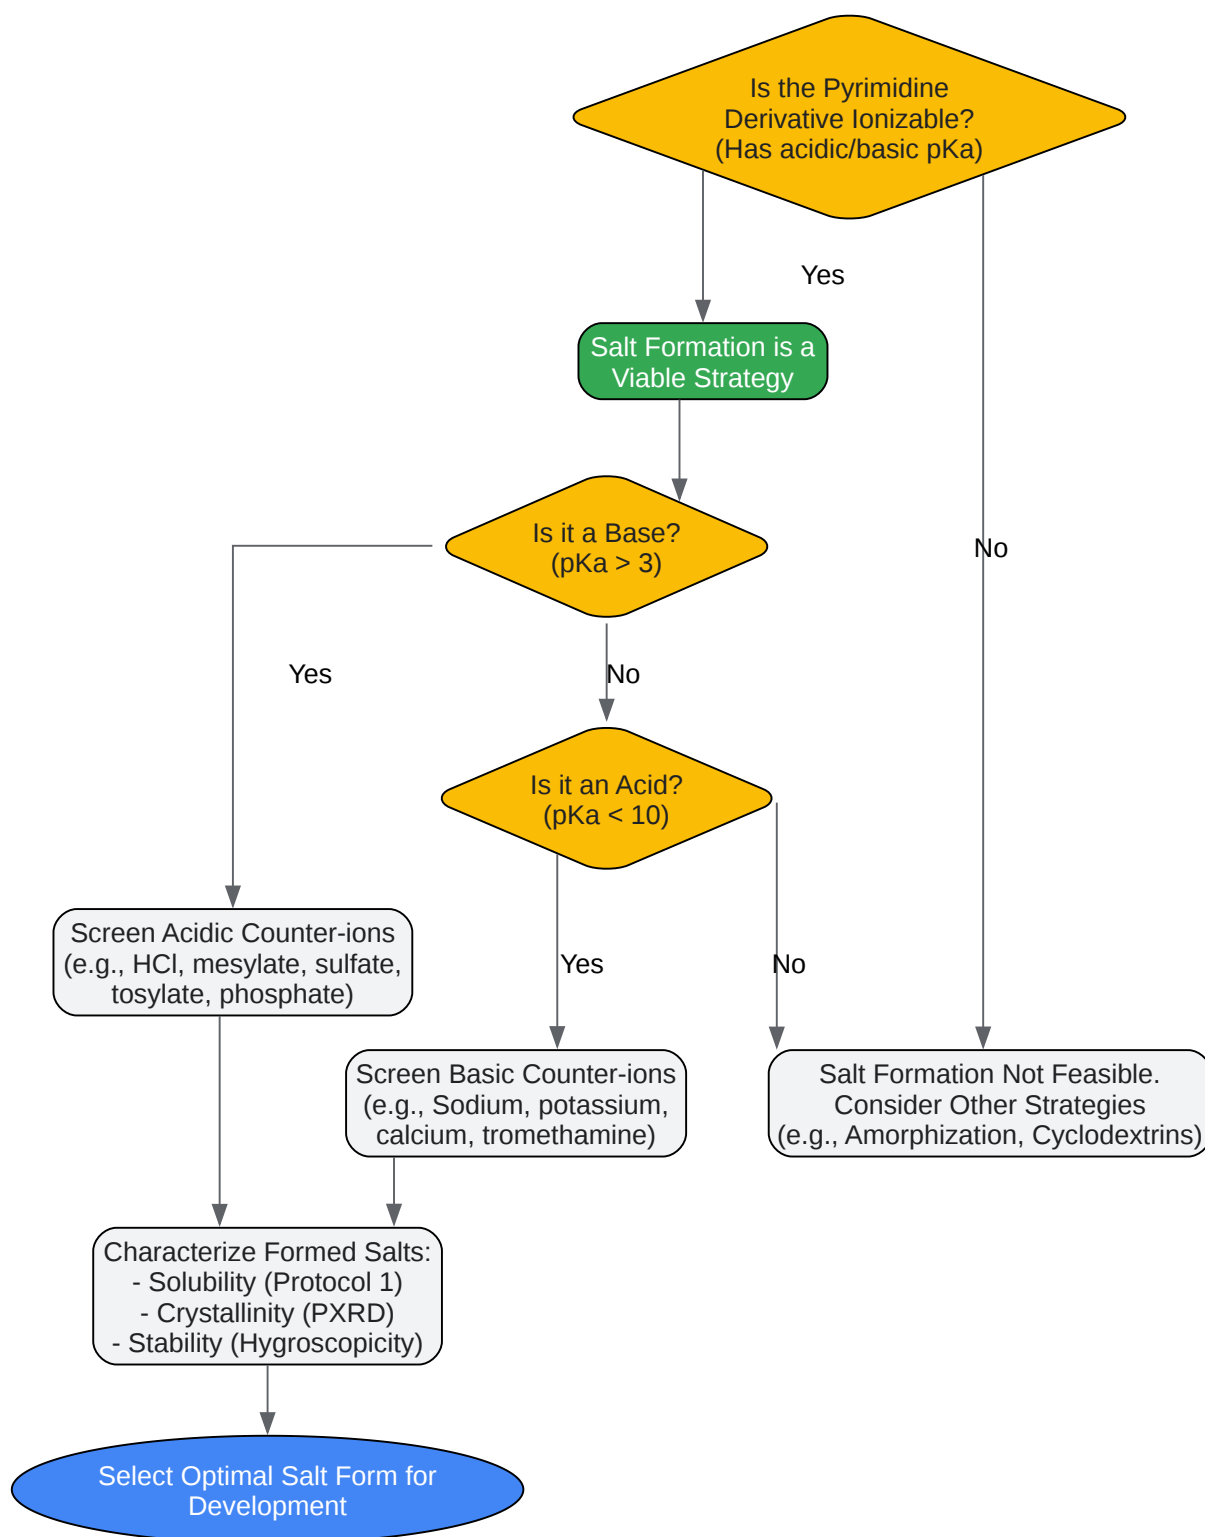 Is the Pyrimidine
Derivative Ionizable?
(Has acidic/basic pKa)
Yes
Salt Formation is a
Viable Strategy
Is it a Base?
(pKa > 3)
No
Yes
No
Is it an Acid?
(pKa < 10)
Screen Acidic Counter-ions
(e.g., HCl, mesylate, sulfate,
tosylate, phosphate)
Yes
No
Screen Basic Counter-ions
(e.g., Sodium, potassium,
calcium, tromethamine)
Salt Formation Not Feasible.
Consider Other Strategies
(e.g., Amorphization, Cyclodextrins)
Characterize Formed Salts:
- Solubility (Protocol 1)
- Crystallinity (PXRD)
- Stability (Hygroscopicity)
Select Optimal Salt Form for
Development